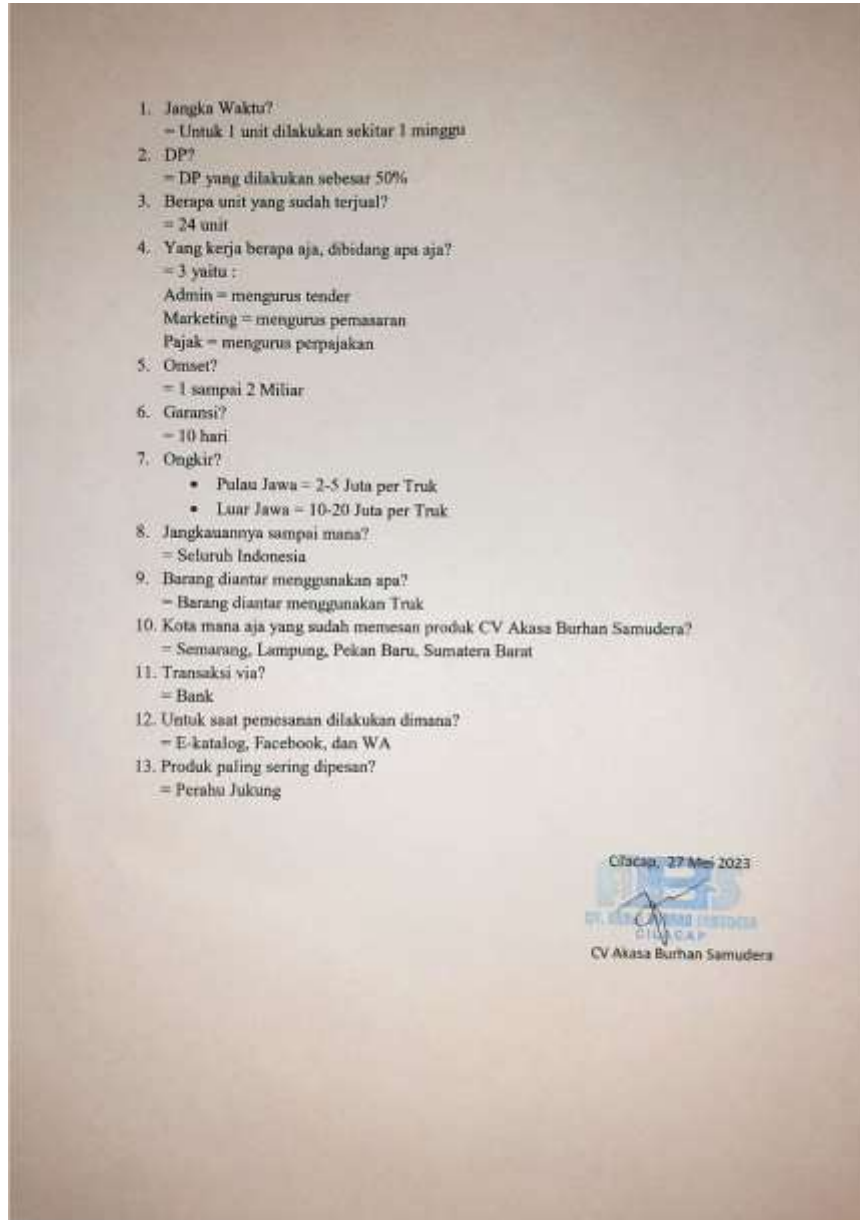 1. Jangka Waktu?
= Untuk 1 unit dilakukan sekitar 1 minggu
2. DP?
= DP yang dilakukan sebesar 50%
3. Berapa unit yang sudah terjual?
= 24 unit
4. Yang kerja berapa aja, dibidang apa aja?
= 3 yaitu :
Admin = mengurus tender
Marketing = mengurus pemasaran
Pajak = mengurus perpajakan
5. Omset?
= 1 sampai 2 Miliar
6. Garansi?
= 10 hari
7. Ongkir?
• Pulau Jawa = 2-5 Juta per Truk
• Luar Jawa = 10-20 Juta per Truk
8. Jangkauannya sampai mana?
= Seluruh Indonesia
9. Barang diantar menggunakan apa?
= Barang diantar menggunakan Truk
10. Kota mana aja yang sudah memesan produk CV Akasa Burhan Samudera?
= Semarang, Lampung, Pekan Baru, Sumatera Barat
11. Transaksi via?
= Bank
12. Untuk saat pemesanan dilakukan dimana?
= E-katalog, Facebook, dan WA
13. Produk paling sering dipesan?
= Perahu Jukung
Cilacap, 27 Mei 2023
CILACAP
CV Akasa Burhan Samudera